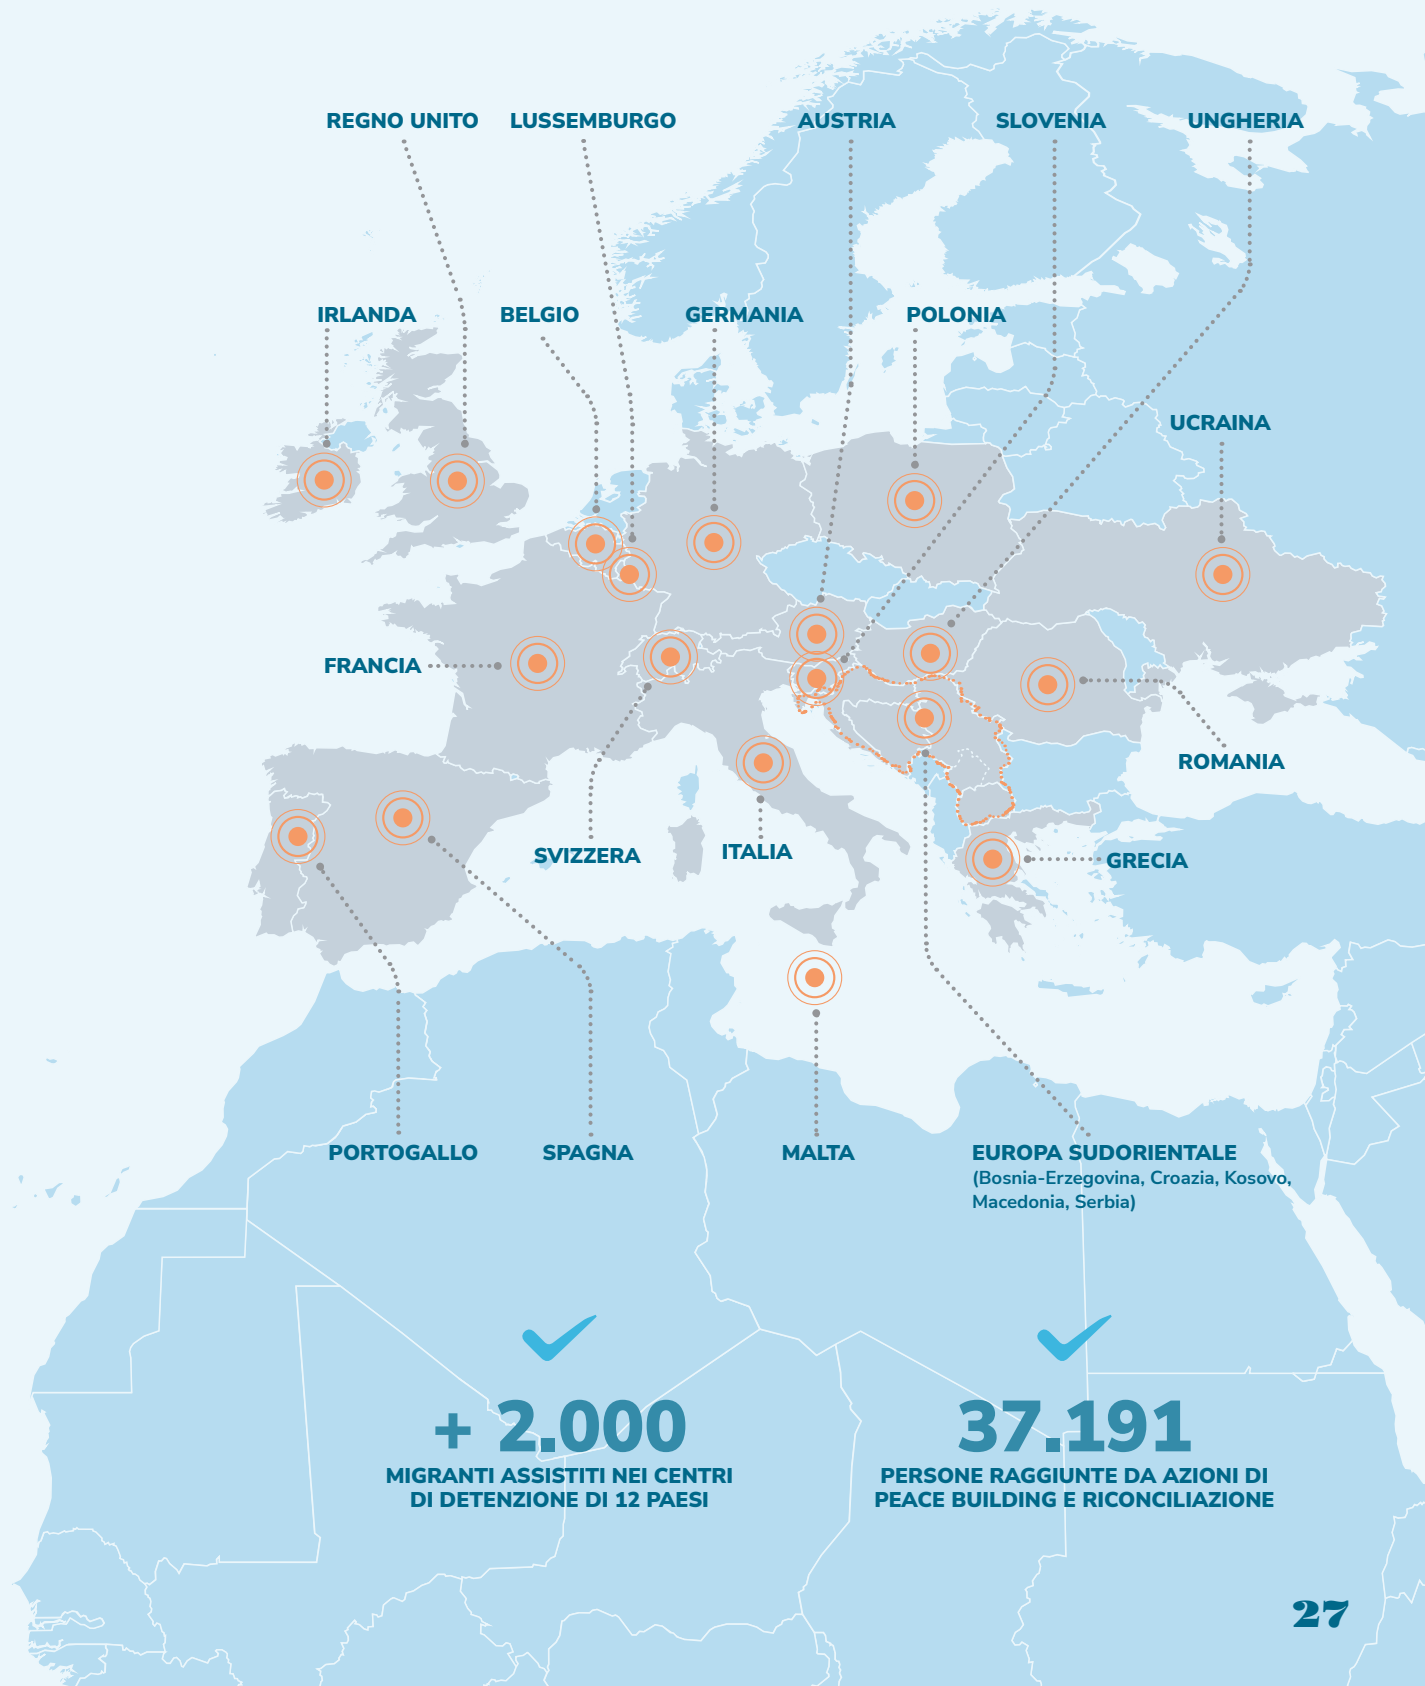 REGNO UNITO
LUSSEMBURGO
AUSTRIA
SLOVENIA
UNGHERIA
IRLANDA
BELGIO
GERMANIA
POLONIA
UCRAINA
FRANCIA
ROMANIA
SVIZZERA
ITALIA
GRECIA
PORTOGALLO
SPAGNA
MALTA
EUROPA SUDORIENTALE
(Bosnia-Erzegovina, Croazia, Kosovo,
Macedonia, Serbia)
+ 2.000
MIGRANTI ASSISTITI NEI CENTRI
DI DETENZIONE DI 12 PAESI
37.191
PERSONE RAGGIUNTE DA AZIONI DI
PEACE BUILDING E RICONCILIAZIONE
27